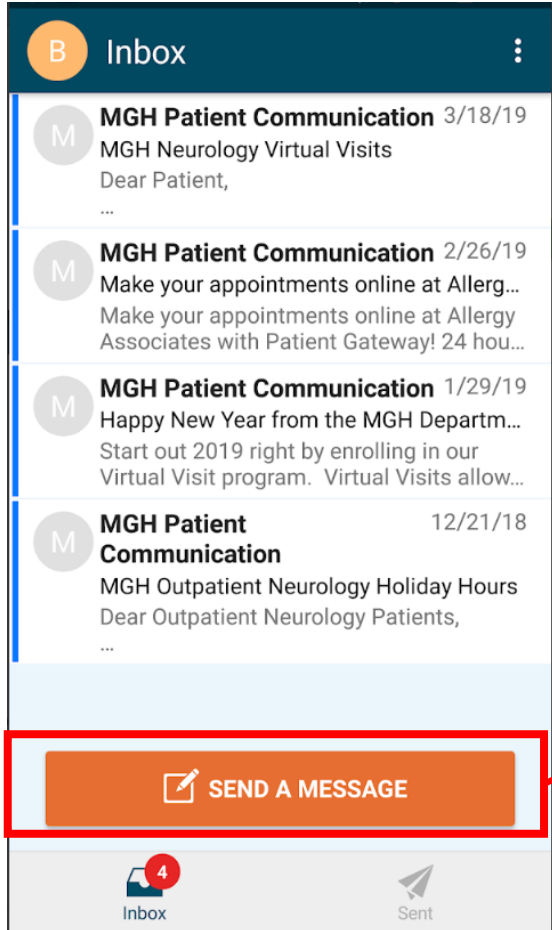 B Inbox
M MGH Patient Communication 3/18/19
MGH Neurology Virtual Visits
Dear Patient,
...
M MGH Patient Communication 2/26/19
Make your appointments online at Allerg...
Make your appointments online at Allergy
Associates with Patient Gateway! 24 hou...
M MGH Patient Communication 1/29/19
Happy New Year from the MGH Departm...
Start out 2019 right by enrolling in our
Virtual Visit program.  Virtual Visits allow...
M MGH Patient 12/21/18
Communication
MGH Outpatient Neurology Holiday Hours
Dear Outpatient Neurology Patients,
...
SEND A MESSAGE
4
Inbox Sent